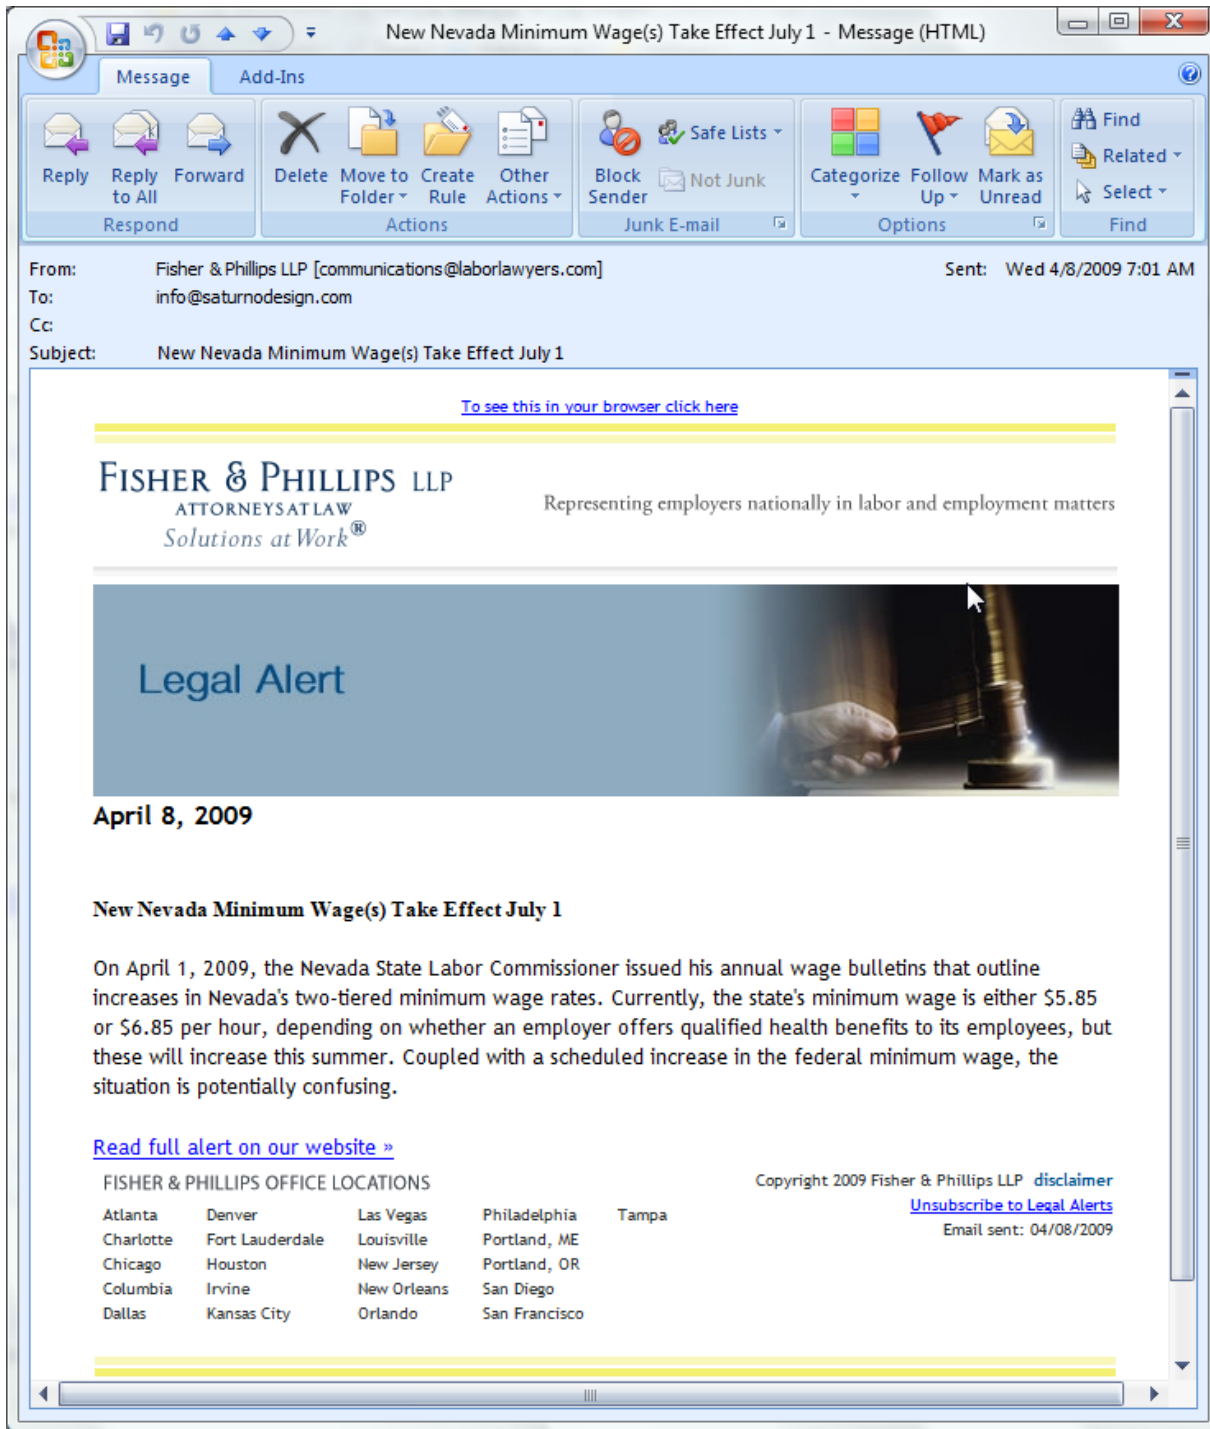 New Nevada Minimum Wage(s) Take Effect July 1 - Message (HTML)
Message Add-Ins
Reply
Reply to All
Forward
Respond
Delete
Move to Folder
Create Rule
Other Actions
Actions
Block Sender
Safe Lists
Not Junk
Junk E-mail
Categorize
Follow Up
Mark as Unread
Options
Find
Related
Select
Find
From: Fisher & Phillips LLP [communications@laborlawyers.com] Sent: Wed 4/8/2009 7:01 AM
To: info@saturnodesign.com
Cc:
Subject: New Nevada Minimum Wage(s) Take Effect July 1
To see this in your browser click here
FISHER & PHILLIPS LLP
ATTORNEYS AT LAW
Solutions at Work®
Representing employers nationally in labor and employment matters
Legal Alert
April 8, 2009
New Nevada Minimum Wage(s) Take Effect July 1
On April 1, 2009, the Nevada State Labor Commissioner issued his annual wage bulletins that outline
increases in Nevada's two-tiered minimum wage rates. Currently, the state's minimum wage is either $5.85
or $6.85 per hour, depending on whether an employer offers qualified health benefits to its employees, but
these will increase this summer. Coupled with a scheduled increase in the federal minimum wage, the
situation is potentially confusing.
Read full alert on our website »
FISHER & PHILLIPS OFFICE LOCATIONS
Atlanta Denver Las Vegas Philadelphia Tampa
Charlotte Fort Lauderdale Louisville Portland, ME
Chicago Houston New Jersey Portland, OR
Columbia Irvine New Orleans San Diego
Dallas Kansas City Orlando San Francisco
Copyright 2009 Fisher & Phillips LLP disclaimer
Unsubscribe to Legal Alerts
Email sent: 04/08/2009